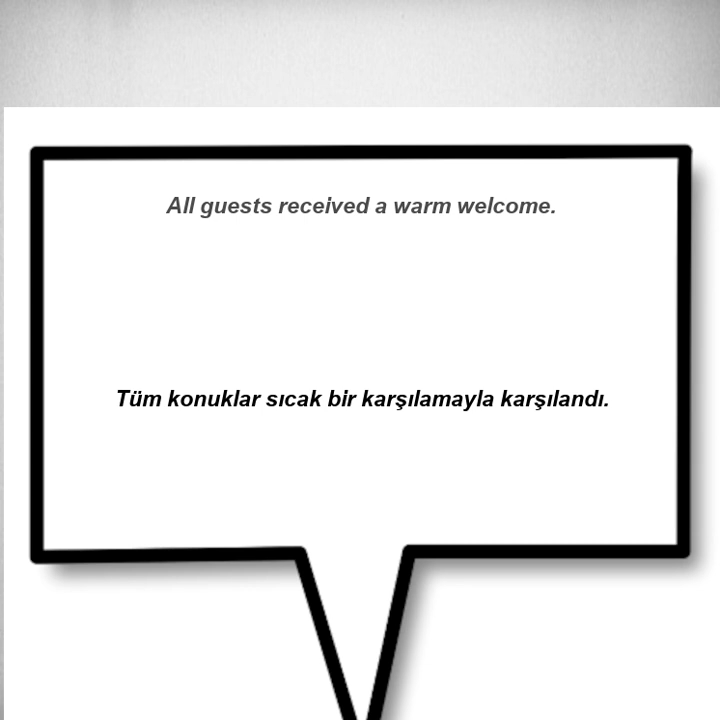 All guests received a warm welcome.
Tüm konuklar sıcak bir karşılamayla karşılandı.